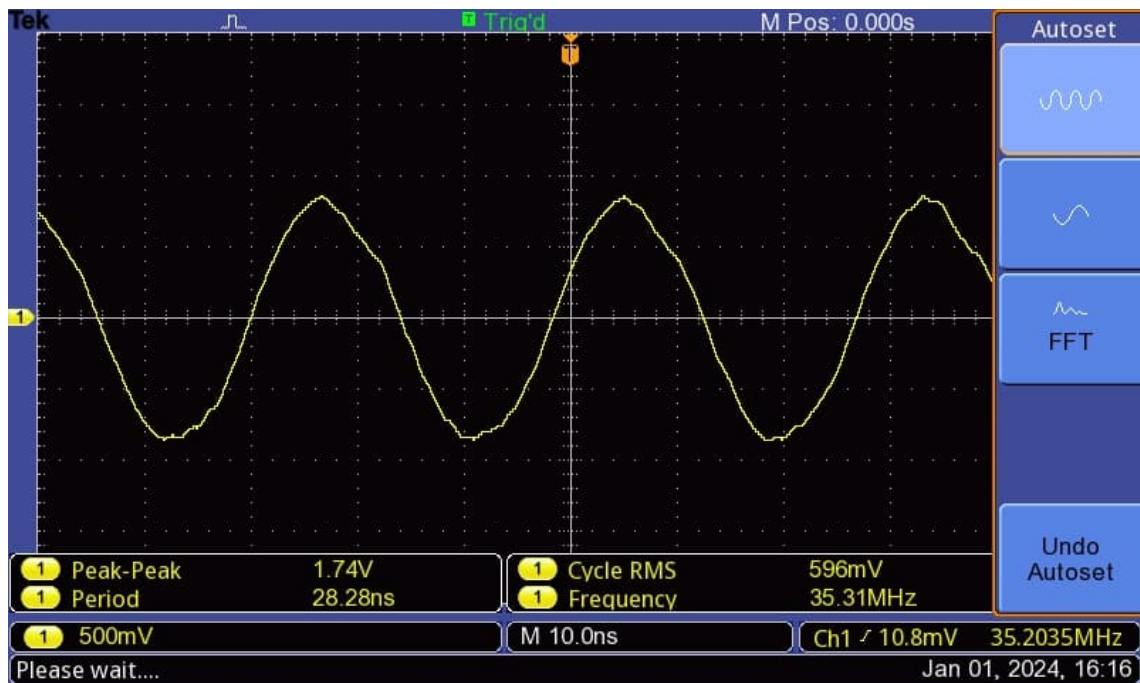 Tek T Trig'd M Pos: 0.000s
Autoset
T
1
FFT
1 Peak-Peak 1.74V 1 Cycle RMS 596mV
1 Period 28.28ns 1 Frequency 35.31MHz
Undo
Autoset
1 500mV M 10.0ns Ch1 10.8mV 35.2035MHz
Please wait.... Jan 01, 2024, 16:16